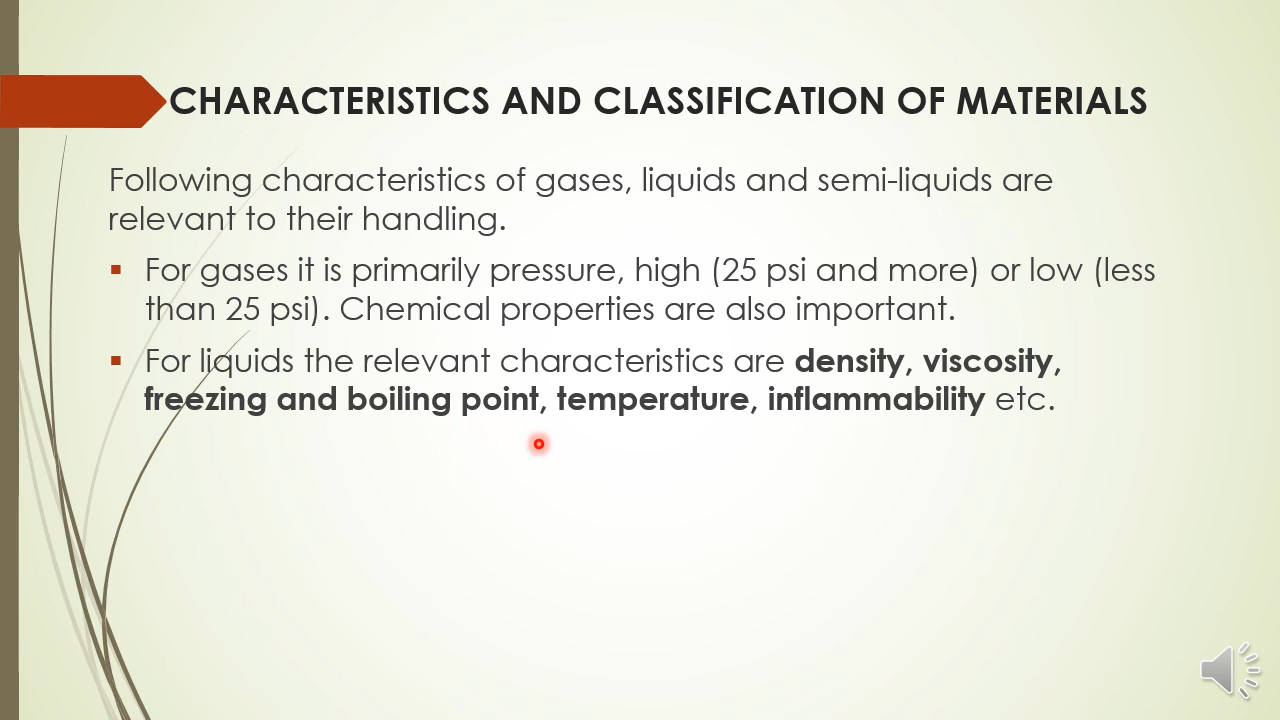 CHARACTERISTICS AND CLASSIFICATION OF MATERIALS
Following characteristics of gases, liquids and semi-liquids are
relevant to their handling.
For gases it is primarily pressure, high (25 psi and more) or low (less
than 25 psi). Chemical properties are also important.
For liquids the relevant characteristics are density, viscosity,
freezing and boiling point, temperature, inflammability etc.